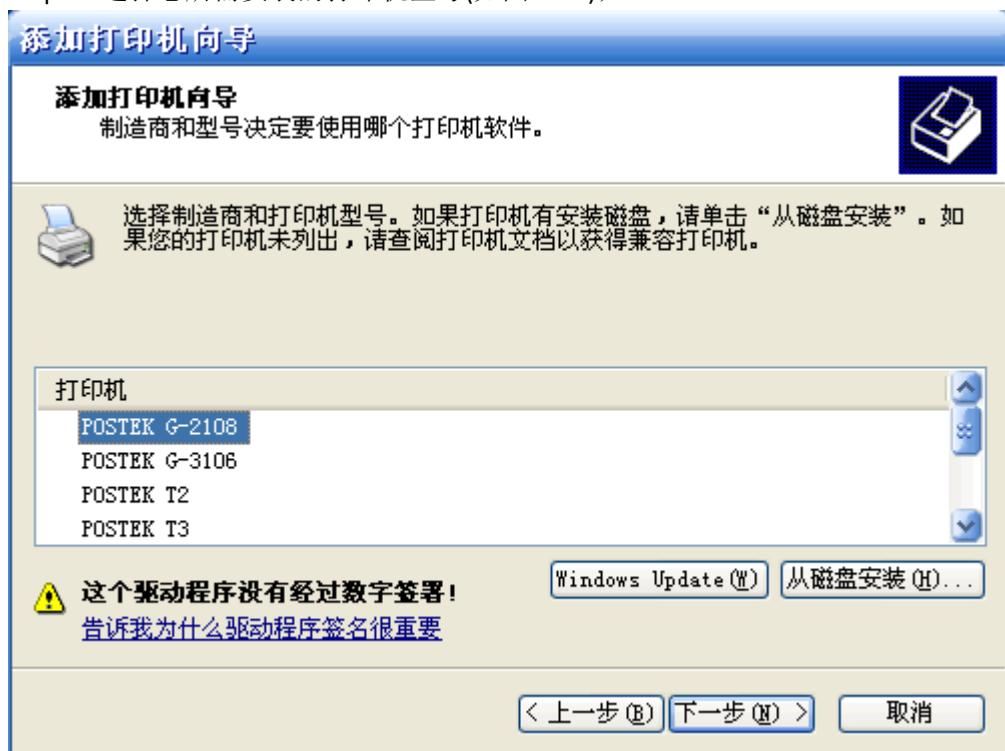 添加打印机向导
添加打印机向导
制造商和型号决定要使用哪个打印机软件。
选择制造商和打印机型号。如果打印机有安装磁盘，请单击“从磁盘安装”。如
果您的打印机未列出，请查阅打印机文档以获得兼容打印机。
打印机
POSTEK G-2108
POSTEK G-3106
POSTEK T2
POSTEK T3
这个驱动程序没有经过数字签署!
Windows Update(W) 从磁盘安装(H)...
告诉我为什么驱动程序签名很重要
< 上一步(B) 下一步(N) > 取消